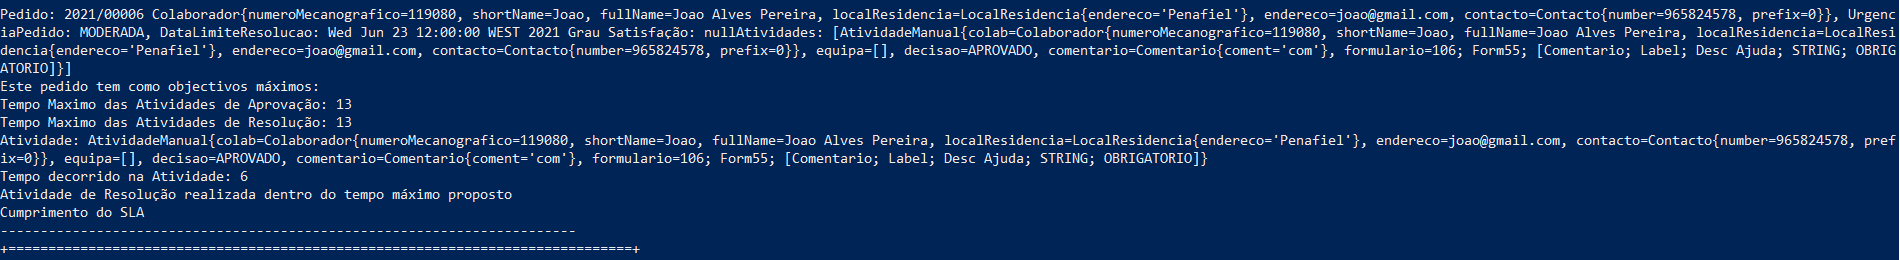 Pedido: 2021/00006 Colaborador{numeroMecanografico=119080, shortName=Joao, fullName=Joao Alves Pereira, localResidencia=LocalResidencia{endereco='Penafiel'}, endereco=joao@gmail.com, contacto=Contacto{number=965824578, prefix=0}}, Urgenc
iaPedido: MODERADA, DataLimiteResolucao: Wed Jun 23 12:00:00 WEST 2021 Grau Satisfação: nullAtividades: [AtividadeManual{colab=Colaborador{numeroMecanografico=119080, shortName=Joao, fullName=Joao Alves Pereira, localResidencia=LocalResi
dencia{endereco='Penafiel'}, endereco=joao@gmail.com, contacto=Contacto{number=965824578, prefix=0}}, equipa=[], decisao=APROVADO, comentario=Comentario{coment='com'}, formulario=106; Form55; [Comentario; Label; Desc Ajuda; STRING; OBRIG
ATORIO]}]
Este pedido tem como objectivos máximos:
Tempo Maximo das Atividades de Aprovação: 13
Tempo Maximo das Atividades de Resolução: 13
Atividade: AtividadeManual{colab=Colaborador{numeroMecanografico=119080, shortName=Joao, fullName=Joao Alves Pereira, localResidencia=LocalResidencia{endereco='Penafiel'}, endereco=joao@gmail.com, contacto=Contacto{number=965824578, pref
ix=0}}, equipa=[], decisao=APROVADO, comentario=Comentario{coment='com'}, formulario=106; Form55; [Comentario; Label; Desc Ajuda; STRING; OBRIGATORIO]}
Tempo decorrido na Atividade: 6
Atividade de Resolução realizada dentro do tempo máximo proposto
Cumprimento do SLA
------------------------------------------------------------------------
+==============================================================================+